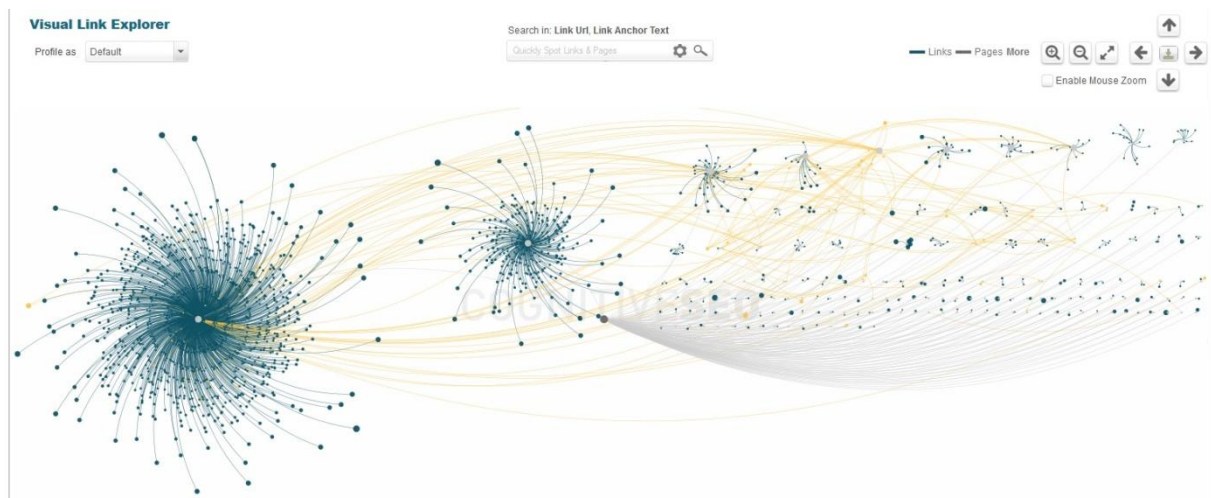 Visual Link Explorer
Profile as Default
Search in: Link Url, Link Anchor Text
Quickly Spot Links & Pages
Links Pages More
Enable Mouse Zoom
COGNITIVESEO